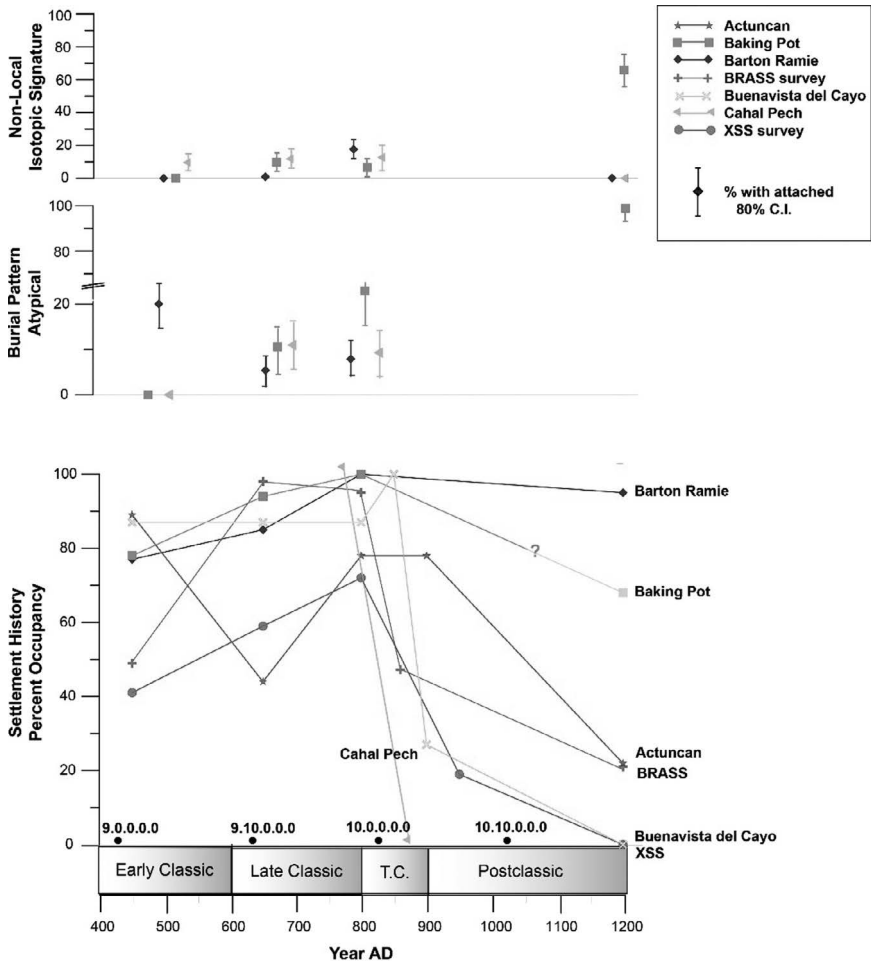 Non-Local
Isotopic Signature
100
80
60
40
20
0
Burial Pattern
Atypical
100
80
20
0
Actuncan
Baking Pot
Barton Ramie
BRASS survey
Buenavista del Cayo
Cahal Pech
XSS survey
% with attached
80% C.I.
Settlement History
Percent Occupancy
100
80
60
40
20
0
Barton Ramie
?
Baking Pot
Cahal Pech
Actuncan
BRASS
Buenavista del Cayo
XSS
9.0.0.0.0 9.10.0.0.0 10.0.0.0.0 10.10.0.0.0
Early Classic Late Classic T.C. Postclassic
400 500 600 700 800 900 1000 1100 1200
Year AD